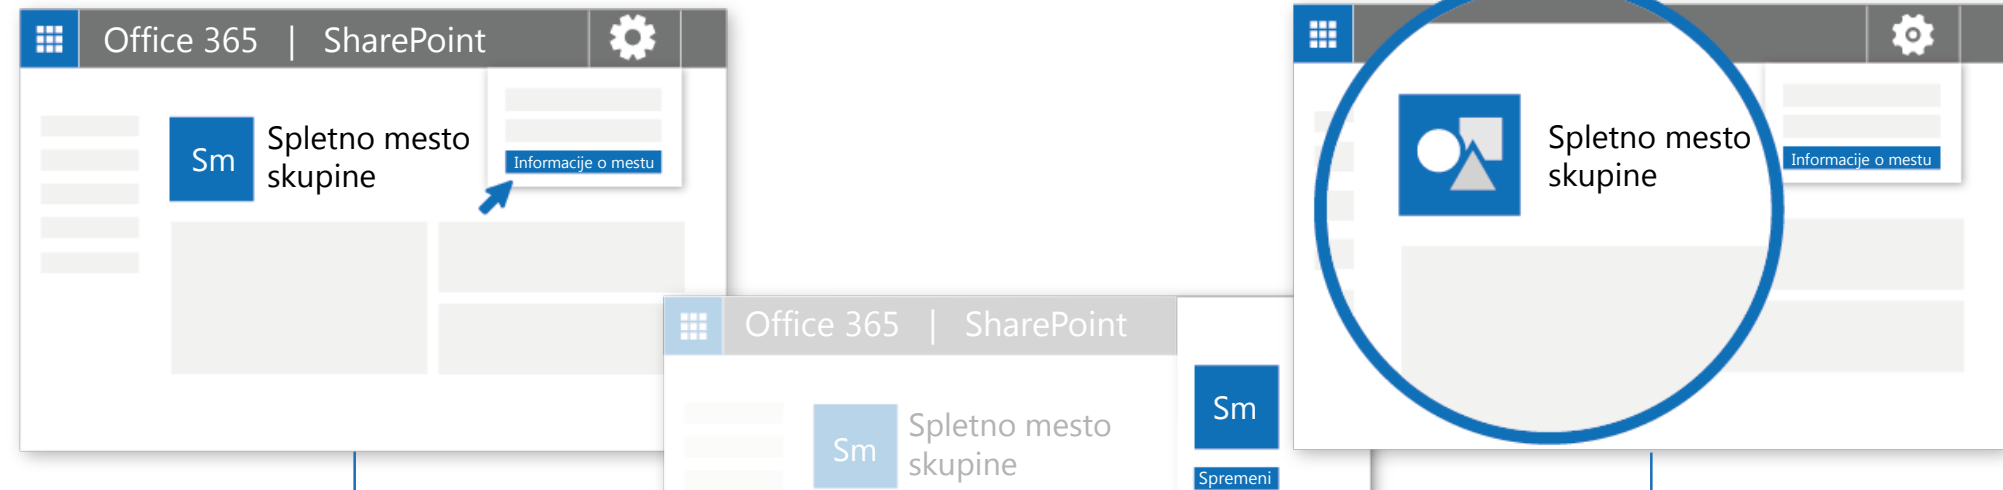 Office 365 | SharePoint
Sm
Spletno mesto
skupine
Informacije o mestu
Office 365 | SharePoint
Sm
Spletno mesto
skupine
Sm
Spremeni
Spletno mesto
skupine
Informacije o mestu